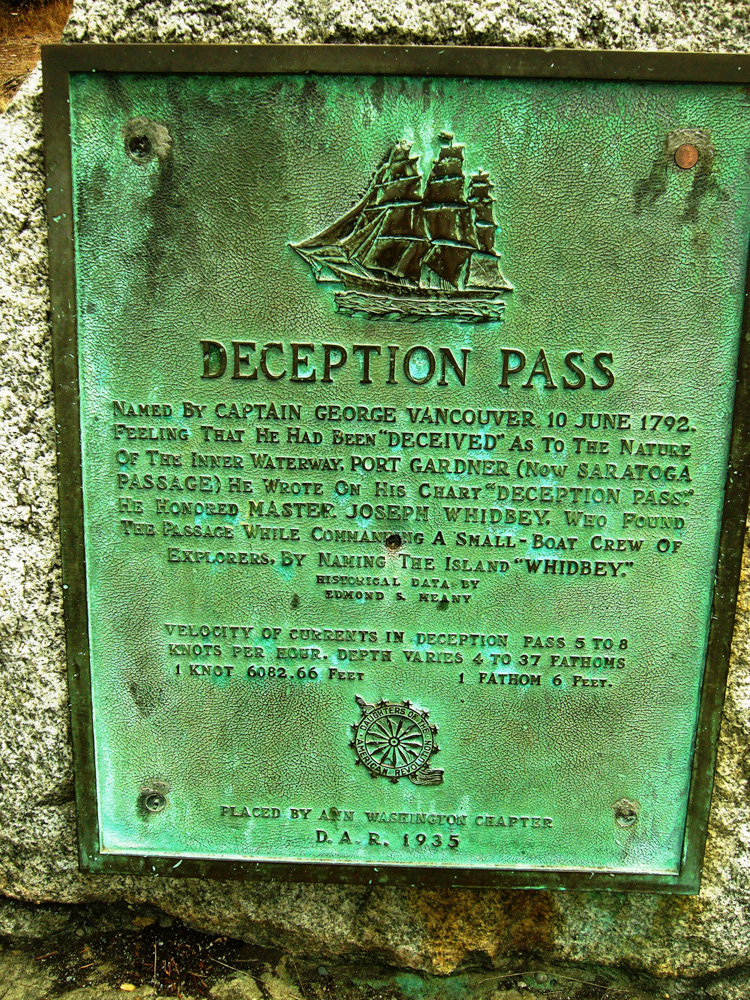 DECEPTION PASS
NAMED BY CAPTAIN GEORGE VANCOUVER 10 JUNE 1792.
FEELING THAT HE HAD BEEN "DECEIVED" AS TO THE NATURE
OF THE INNER WATERWAY, PORT GARDNER (NOW SARATOGA
PASSAGE) HE WROTE ON HIS CHART "DECEPTION PASS."
HE HONORED MASTER JOSEPH WHIDBEY, WHO FOUND
THE PASSAGE WHILE COMMANDING A SMALL-BOAT CREW OF
EXPLORERS, BY NAMING THE ISLAND "WHIDBEY."
HISTORICAL DATA BY
EDMOND S. MEANY
VELOCITY OF CURRENTS IN DECEPTION PASS 5 TO 8
KNOTS PER HOUR. DEPTH VARIES 4 TO 37 FATHOMS
1 KNOT 6082.66 FEET 1 FATHOM 6 FEET.
DAUGHTERS OF THE
AMERICAN REVOLUTION
PLACED BY ANN WASHINGTON CHAPTER
D.A.R. 1935